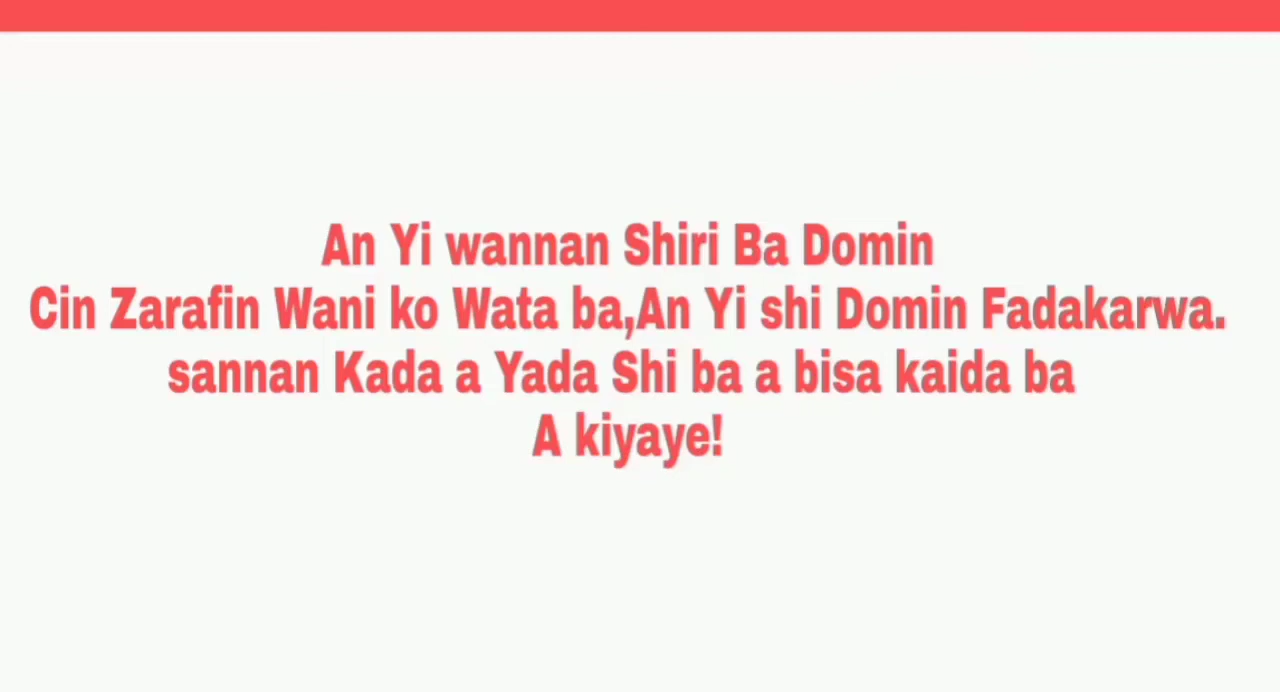 An Yi wannan Shiri Ba Domin
Cin Zarafin Wani ko Wata ba,An Yi shi Domin Fadakarwa.
sannan Kada a Yada Shi ba a bisa kaida ba
A kiyaye!